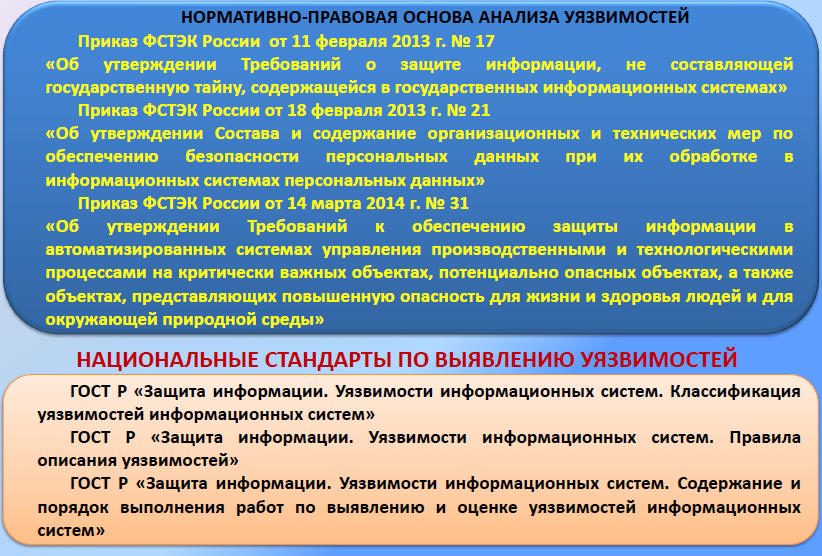 НОРМАТИВНО-ПРАВОВАЯ ОСНОВА АНАЛИЗА УЯЗВИМОСТЕЙ
Приказ ФСТЭК России от 11 февраля 2013 г. № 17
«Об утверждении Требований о защите информации, не составляющей
государственную тайну, содержащейся в государственных информационных системах»
Приказ ФСТЭК России от 18 февраля 2013 г. № 21
«Об утверждении Состава и содержание организационных и технических мер по
обеспечению безопасности персональных данных при их обработке в
информационных системах персональных данных»
Приказ ФСТЭК России от 14 марта 2014 г. № 31
«Об утверждении Требований к обеспечению защиты информации в
автоматизированных системах управления производственными и технологическими
процессами на критически важных объектах, потенциально опасных объектах, а также
объектах, представляющих повышенную опасность для жизни и здоровья людей и для
окружающей природной среды»
НАЦИОНАЛЬНЫЕ СТАНДАРТЫ ПО ВЫЯВЛЕНИЮ УЯЗВИМОСТЕЙ
ГОСТ Р «Защита информации. Уязвимости информационных систем. Классификация
уязвимостей информационных систем»
ГОСТ Р «Защита информации. Уязвимости информационных систем. Правила
описания уязвимостей»
ГОСТ Р «Защита информации. Уязвимости информационных систем. Содержание и
порядок выполнения работ по выявлению и оценке уязвимостей информационных
систем»